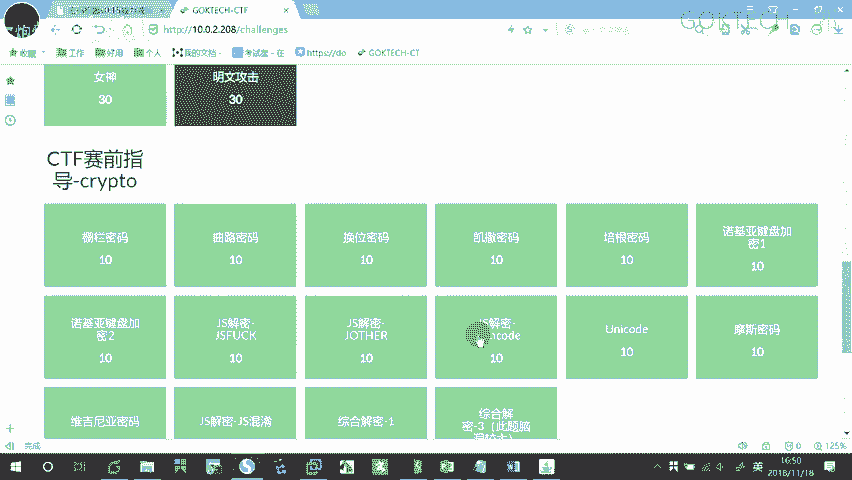 GOKTECH-CTF
http://10.0.2.208/challenges
GOKTECH
收藏
工作
好用
个人
我的文档 -
考试塞 - 在
https://do
GOKTECH-CT
女神
30
明文攻击
30
CTF赛前指
导-crypto
栅栏密码
10
曲路密码
10
换位密码
10
凯撒密码
10
培根密码
10
诺基亚键盘加
密1
10
诺基亚键盘加
密2
10
JS解密-
JSFUCK
10
JS解密-
JOTHER
10
JS解密-
10
Unicode
10
摩斯密码
10
维吉尼亚密码
JS解密-JS混淆
综合解密-1
综合解
密-3（此题脑
完成
0
125%
英
16:50
2018/11/18